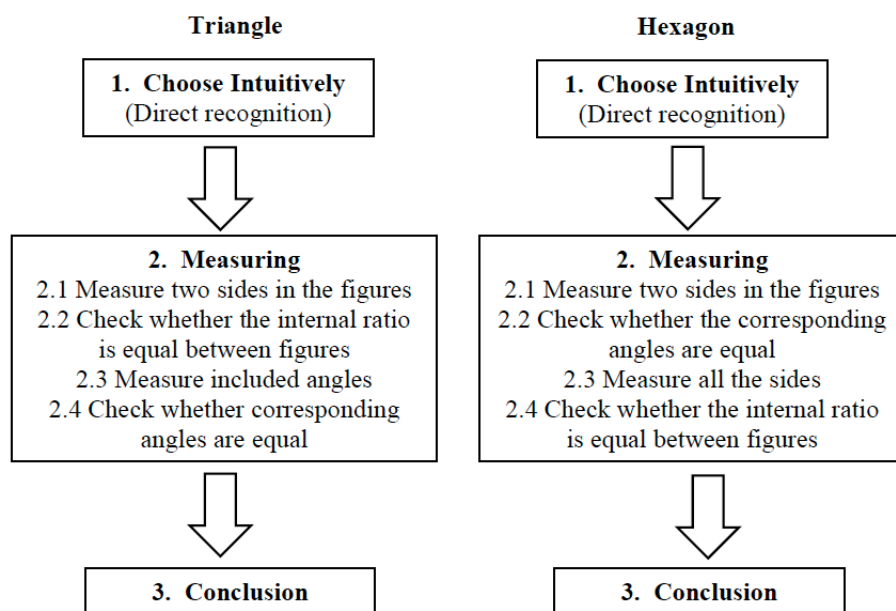 Triangle
1. Choose Intuitively
(Direct recognition)
2. Measuring
2.1 Measure two sides in the figures
2.2 Check whether the internal ratio
is equal between figures
2.3 Measure included angles
2.4 Check whether corresponding
angles are equal
3. Conclusion
Hexagon
1. Choose Intuitively
(Direct recognition)
2. Measuring
2.1 Measure two sides in the figures
2.2 Check whether the corresponding
angles are equal
2.3 Measure all the sides
2.4 Check whether the internal ratio
is equal between figures
3. Conclusion